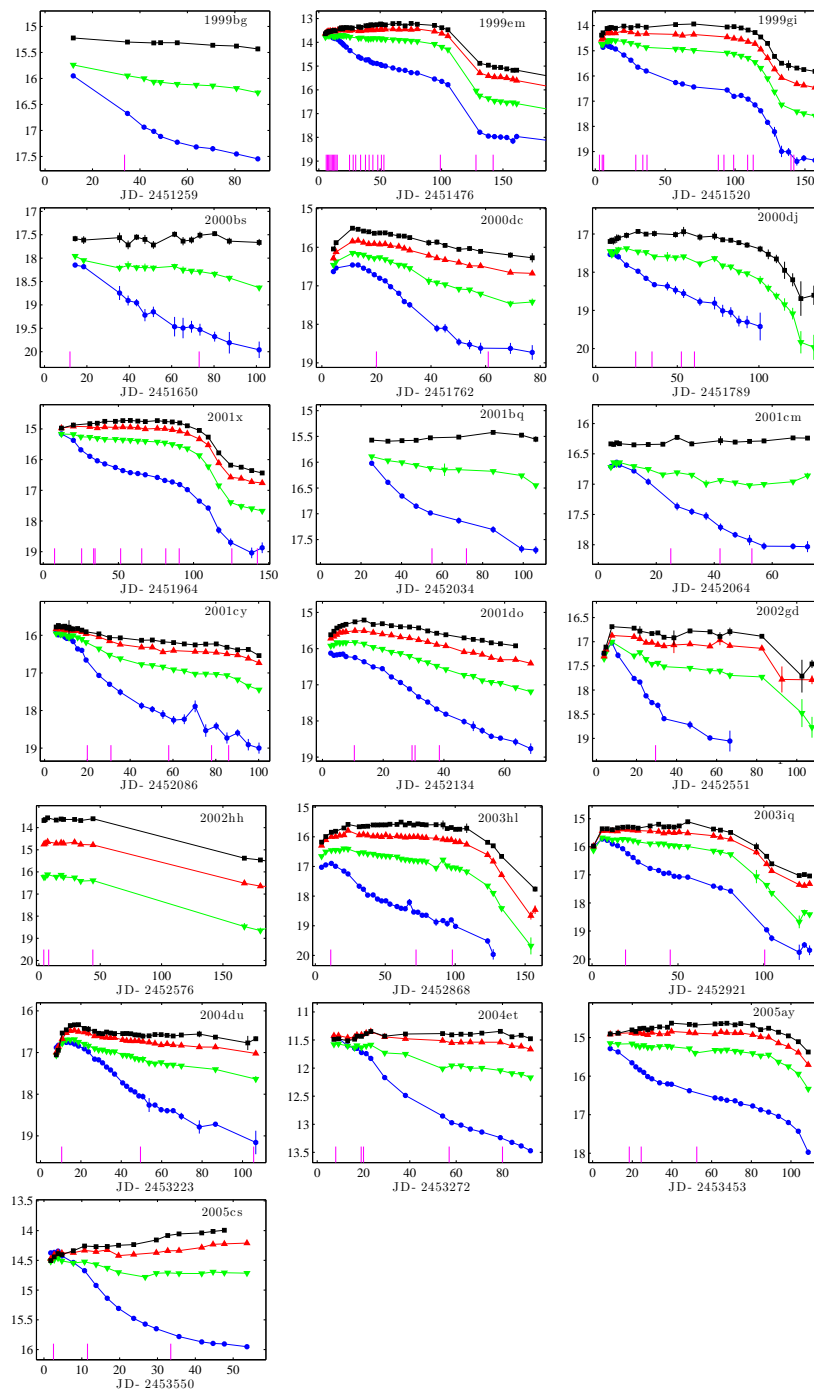 1999bg
15
15.5
16
16.5
17
17.5
0 20 40 60 80
JD- 2451259
1999em
13
14
15
16
17
18
19
0 50 100 150
JD- 2451476
1999gi
14
15
16
17
18
19
0 50 100 150
JD- 2451520
2000bs
17.5
18
18.5
19
19.5
20
0 20 40 60 80 100
JD- 2451650
2000dc
16
17
18
19
0 20 40 60 80
JD- 2451762
2000dj
17
18
19
20
0 50 100
JD- 2451789
2001x
15
16
17
18
19
0 50 100 150
JD- 2451964
2001bq
15
15.5
16
16.5
17
17.5
0 20 40 60 80 100
JD- 2452034
2001cm
16
17
18
0 20 40 60
JD- 2452064
2001cy
16
17
18
19
0 20 40 60 80 100
JD- 2452086
2001do
15
16
17
18
19
0 20 40 60
JD- 2452134
2002gd
16.5
17
17.5
18
18.5
19
0 20 40 60 80 100
JD- 2452551
2002hh
14
15
16
17
18
19
20
0 50 100 150
JD- 2452576
2003hl
15
16
17
18
19
20
0 50 100 150
JD- 2452868
2003iq
15
16
17
18
19
20
0 50 100
JD- 2452921
2004du
16
17
18
19
0 20 40 60 80 100
JD- 2453223
2004et
11
11.5
12
12.5
13
13.5
0 20 40 60 80
JD- 2453272
2005ay
15
16
17
18
0 20 40 60 80 100
JD- 2453453
2005cs
13.5
14
14.5
15
15.5
16
0 10 20 30 40 50
JD- 2453550